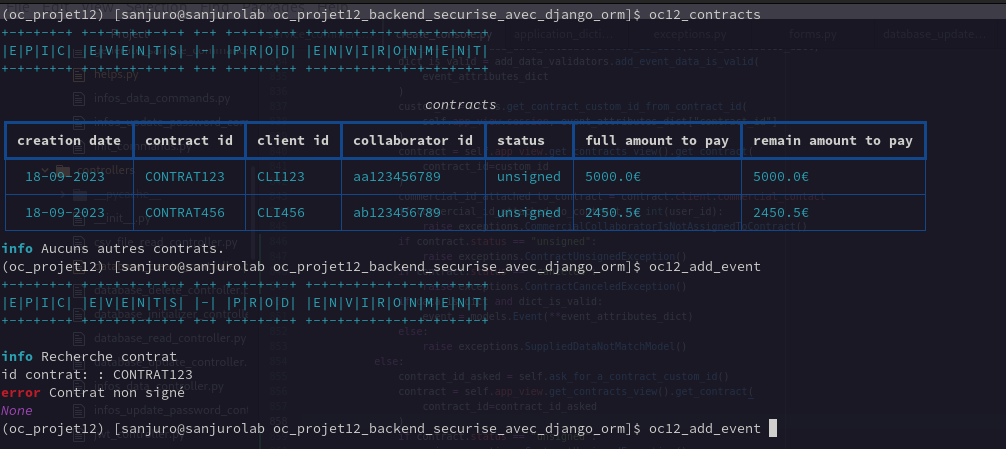 (oc_projet12) [sanjuro@sanjurolab oc_projet12_backend_securise_avec_django_orm]$ oc12_contracts
+-+-+-+-+ +-+-+-+-+-+-+ +-+ +-+-+-+-+ +-+-+-+-+-+-+-+-+-+-+-+
|E|P|I|C| |E|V|E|N|T|S| |-| |P|R|O|D| |E|N|V|I|R|O|N|M|E|N|T|
+-+-+-+-+ +-+-+-+-+-+-+ +-+ +-+-+-+-+ +-+-+-+-+-+-+-+-+-+-+-+
contracts
creation date contract id client id collaborator id status full amount to pay remain amount to pay
18-09-2023 CONTRAT123 CLI123 aa123456789 unsigned 5000.0€ 5000.0€
18-09-2023 CONTRAT456 CLI456 ab123456789 unsigned 2450.5€ 2450.5€
info Aucuns autres contrats.
(oc_projet12) [sanjuro@sanjurolab oc_projet12_backend_securise_avec_django_orm]$ oc12_add_event
+-+-+-+-+ +-+-+-+-+-+-+ +-+ +-+-+-+-+ +-+-+-+-+-+-+-+-+-+-+-+
|E|P|I|C| |E|V|E|N|T|S| |-| |P|R|O|D| |E|N|V|I|R|O|N|M|E|N|T|
+-+-+-+-+ +-+-+-+-+-+-+ +-+ +-+-+-+-+ +-+-+-+-+-+-+-+-+-+-+-+
info Recherche contrat
id contrat: : CONTRAT123
error Contrat non signé
None
(oc_projet12) [sanjuro@sanjurolab oc_projet12_backend_securise_avec_django_orm]$ oc12_add_event